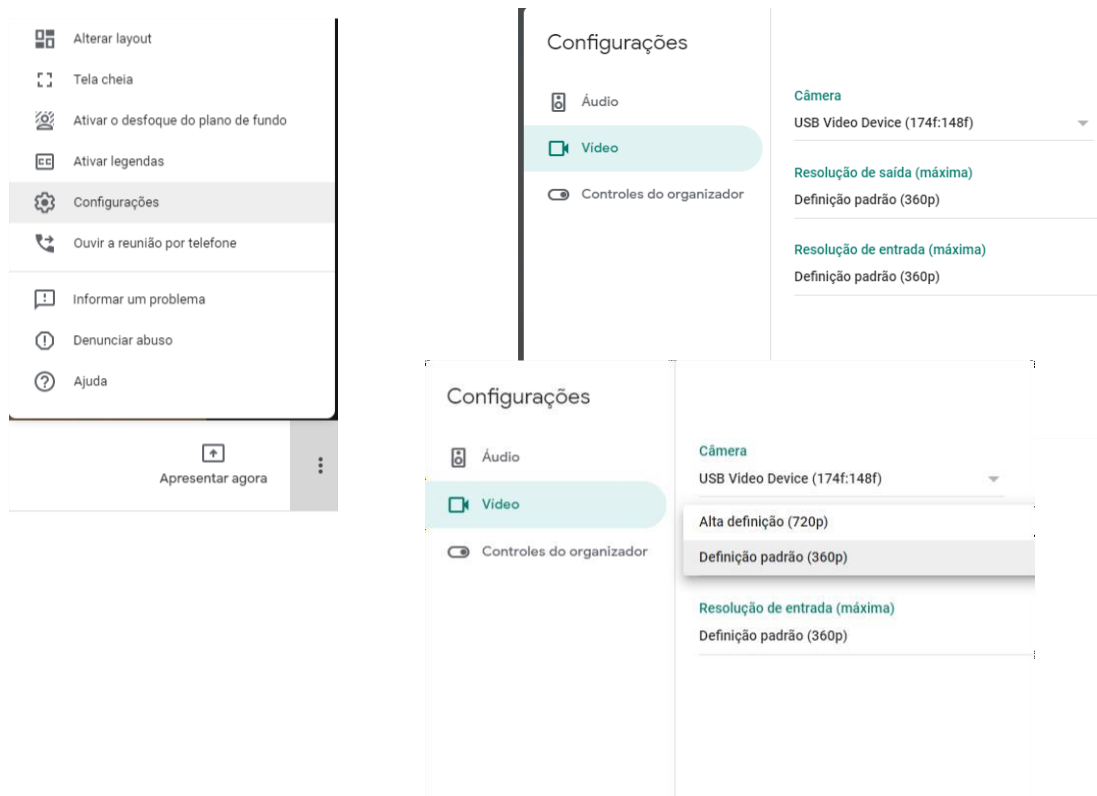 Alterar layout
Tela cheia
Ativar o desfoque do plano de fundo
CC
Ativar legendas
Configurações
Ouvir a reunião por telefone
Informar um problema
Denunciar abuso
Ajuda
Apresentar agora
Configurações
Áudio
Vídeo
Controles do organizador
Câmera
USB Video Device (174f:148f)
Resolução de saída (máxima)
Definição padrão (360p)
Resolução de entrada (máxima)
Definição padrão (360p)
Configurações
Áudio
Vídeo
Controles do organizador
Câmera
USB Video Device (174f:148f)
Alta definição (720p)
Definição padrão (360p)
Resolução de entrada (máxima)
Definição padrão (360p)